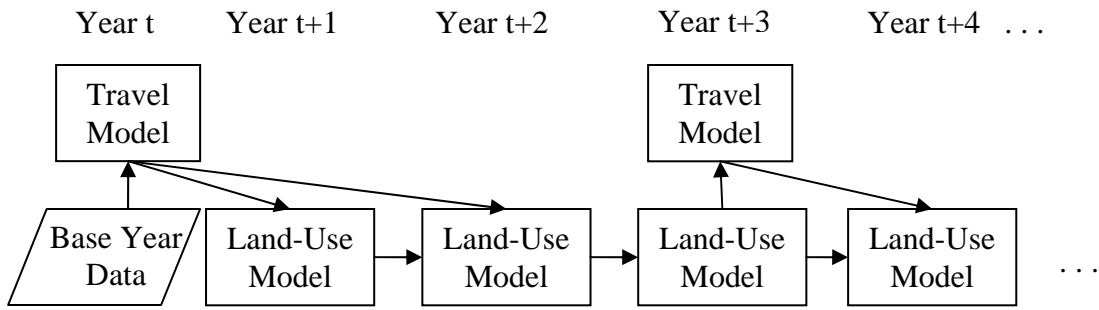 Year t Year t+1 Year t+2 Year t+3 Year t+4 . . .
Travel
Model
Travel
Model
Base Year
Data
Land-Use
Model
Land-Use
Model
Land-Use
Model
Land-Use
Model
. . .